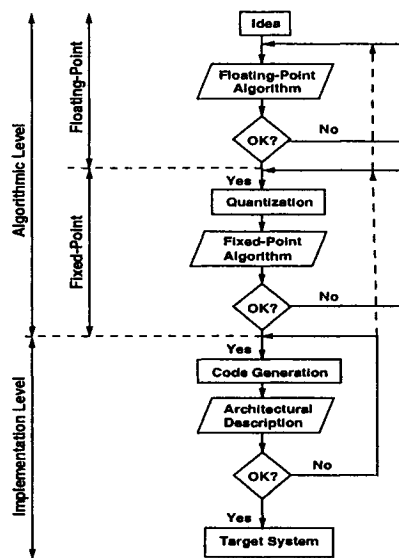 Idea
Floating-Point
Algorithm
OK?
No
Yes
Quantization
Fixed-Point
Algorithm
OK?
No
Yes
Code Generation
Architectural
Description
OK?
No
Yes
Target System
Algorithmic Level
Floating-Point
Fixed-Point
Implementation Level